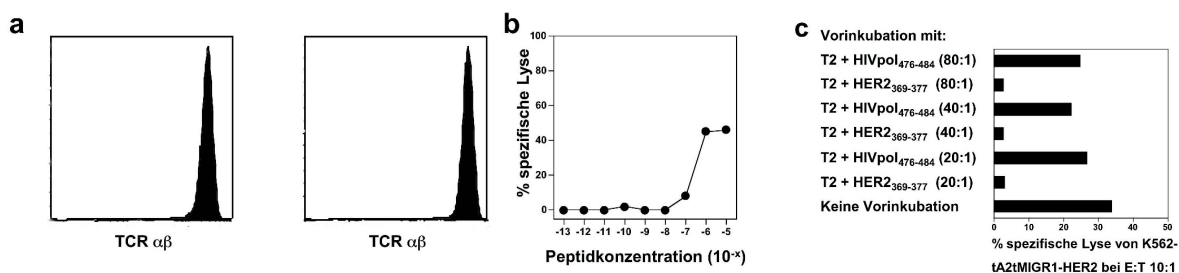 a
TCR αβ
TCR αβ
b
% spezifische Lyse
100
80
60
40
20
0
-13 -12 -11 -10 -9 -8 -7 -6 -5
Peptidkonzentration (10-x)
c
Vorinkubation mit:
T2 + HIVpol476-484 (80:1)
T2 + HER2369-377 (80:1)
T2 + HIVpol476-484 (40:1)
T2 + HER2369-377 (40:1)
T2 + HIVpol476-484 (20:1)
T2 + HER2369-377 (20:1)
Keine Vorinkubation
0 10 20 30 40 50
% spezifische Lyse von K562-
tA2tMIGR1-HER2 bei E:T 10:1